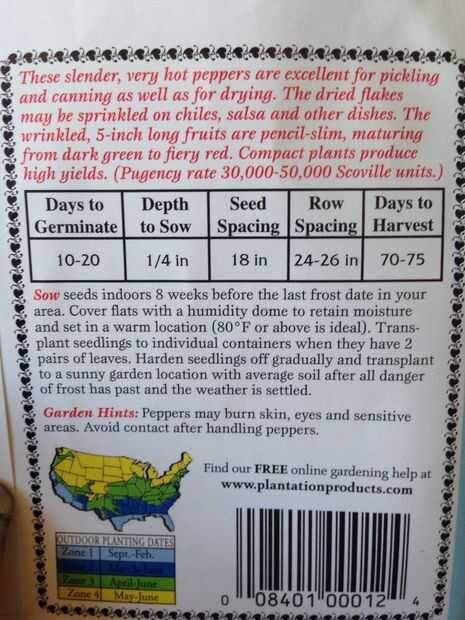 These slender, very hot peppers are excellent for pickling
and canning as well as for drying. The dried flakes
may be sprinkled on chiles, salsa and other dishes. The
wrinkled, 5-inch long fruits are pencil-slim, maturing
from dark green to fiery red. Compact plants produce
high yields. (Pugency rate 30,000-50,000 Scoville units.)
Days to Germinate | Depth to Sow | Seed Spacing | Row Spacing | Days to Harvest
10-20 | 1/4 in | 18 in | 24-26 in | 70-75
Sow seeds indoors 8 weeks before the last frost date in your
area. Cover flats with a humidity dome to retain moisture
and set in a warm location (80°F or above is ideal). Trans-
plant seedlings to individual containers when they have 2
pairs of leaves. Harden seedlings off gradually and transplant
to a sunny garden location with average soil after all danger
of frost has past and the weather is settled.
Garden Hints: Peppers may burn skin, eyes and sensitive
areas. Avoid contact after handling peppers.
Find our FREE online gardening help at
www.plantationproducts.com
OUTDOOR PLANTING DATES
Zone 1 Sept.-Feb.
Zone 3 April-June
Zone 4 May-June
0 08401 00012 4